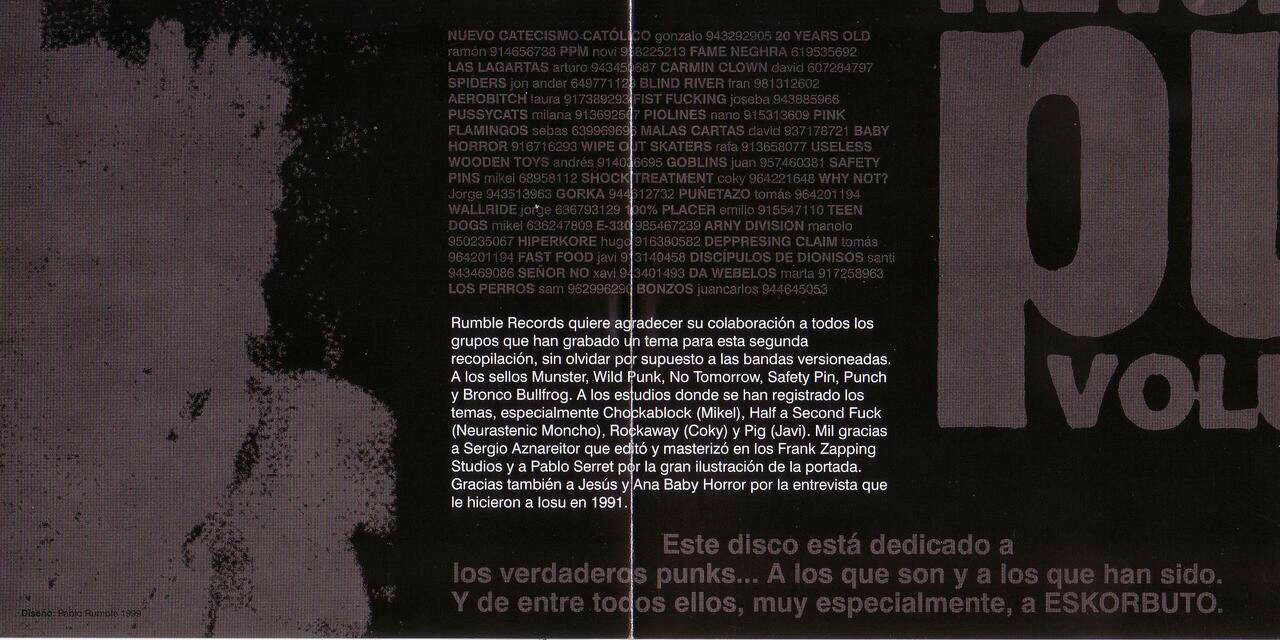 NUEVO CATECISMO CATÓLICO gonzalo 943292905 20 YEARS OLD
ramón 914656738 PPM novi 958225213 FAME NEGHRA 619535692
LAS LAGARTAS arturo 943450687 CARMIN CLOWN david 607284797
SPIDERS jon ander 649771123 BLIND RIVER fran 981312602
AEROBITCH laura 917389293 FIST FUCKING joseba 943885966
PUSSYCATS milana 913692567 PIOLINES nano 915313609 PINK
FLAMINGOS sebas 639969696 MALAS CARTAS david 937178721 BABY
HORROR 916716293 WIPE OUT SKATERS rafa 913658077 USELESS
WOODEN TOYS andrés 914036695 GOBLINS juan 957460381 SAFETY
PINS mikel 68958112 SHOCK TREATMENT coky 964221648 WHY NOT?
Jorge 943513963 GORKA 944612732 PUÑETAZO tomás 964201194
WALLRIDE jorge 636793129 100% PLACER emilio 915547110 TEEN
DOGS mikel 636247809 E-330 985467239 ARNY DIVISION manolo
950235067 HIPERKORE hugo 916380582 DEPPRESING CLAIM tomás
964201194 FAST FOOD javi 913140458 DISCÍPULOS DE DIONISOS santi
943469086 SEÑOR NO xavi 943401493 DA WEBELOS marta 917258963
LOS PERROS sam 962996290 BONZOS juancarlos 944645053
Rumble Records quiere agradecer su colaboración a todos los
grupos que han grabado un tema para esta segunda
recopilación, sin olvidar por supuesto a las bandas versioneadas.
A los sellos Munster, Wild Punk, No Tomorrow, Safety Pin, Punch
y Bronco Bullfrog. A los estudios donde se han registrado los
temas, especialmente Chockablock (Mikel), Half a Second Fuck
(Neurastenic Moncho), Rockaway (Coky) y Pig (Javi). Mil gracias
a Sergio Aznareitor que editó y masterizó en los Frank Zapping
Studios y a Pablo Serret por la gran ilustración de la portada.
Gracias también a Jesús y Ana Baby Horror por la entrevista que
le hicieron a Iosu en 1991.
Este disco está dedicado a
los verdaderos punks... A los que son y a los que han sido.
Y de entre todos ellos, muy especialmente, a ESKORBUTO.
Diseño: Pablo Rumble 1999
pu
VOLU